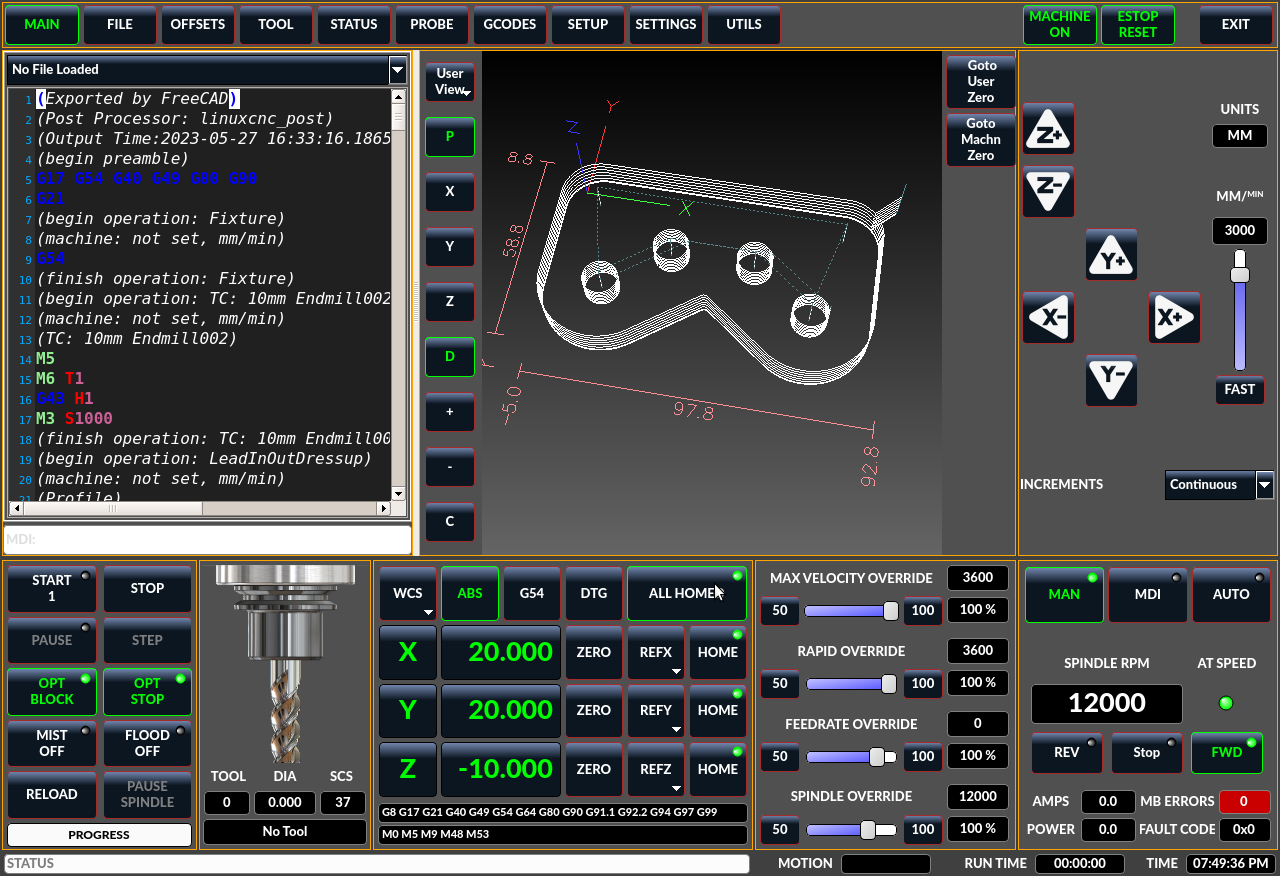 MAIN FILE OFFSETS TOOL STATUS PROBE GCODES SETUP SETTINGS UTILS MACHINE ON ESTOP RESET EXIT
No File Loaded
1 (Exported by FreeCAD)
2 (Post Processor: linuxcnc_post)
3 (Output Time:2023-05-27 16:33:16.1865
4 (begin preamble)
5 G17 G54 G40 G49 G80 G90
6 G21
7 (begin operation: Fixture)
8 (machine: not set, mm/min)
9 G54
10 (finish operation: Fixture)
11 (begin operation: TC: 10mm Endmill002
12 (machine: not set, mm/min)
13 (TC: 10mm Endmill002)
14 M5
15 M6 T1
16 G43 H1
17 M3 S1000
18 (finish operation: TC: 10mm Endmill00
19 (begin operation: LeadInOutDressup)
20 (machine: not set, mm/min)
21 (Profile)
MDI:
User View
P
X
Y
Z
D
+
-
C
Z
Y
X
8.8
58.8
-5.0
97.8
92.8
Goto User Zero
Goto Machn Zero
Z+
Z-
Y+
X-
X+
Y-
UNITS
MM
MM/MIN
3000
FAST
INCREMENTS Continuous
START 1
STOP
PAUSE
STEP
OPT BLOCK
OPT STOP
MIST OFF
FLOOD OFF
RELOAD
PAUSE SPINDLE
PROGRESS
TOOL DIA SCS
0 0.000 37
No Tool
WCS ABS G54 DTG ALL HOME
X 20.000 ZERO REFX HOME
Y 20.000 ZERO REFY HOME
Z -10.000 ZERO REFZ HOME
G8 G17 G21 G40 G49 G54 G64 G80 G90 G91.1 G92.2 G94 G97 G99
M0 M5 M9 M48 M53
MAX VELOCITY OVERRIDE 3600
50 100 100 %
RAPID OVERRIDE 3600
50 100 100 %
FEEDRATE OVERRIDE 0
50 100 100 %
SPINDLE OVERRIDE 12000
50 100 100 %
MAN MDI AUTO
SPINDLE RPM AT SPEED
12000
REV Stop FWD
AMPS 0.0 MB ERRORS 0
POWER 0.0 FAULT CODE 0x0
STATUS
MOTION RUN TIME 00:00:00 TIME 07:49:36 PM